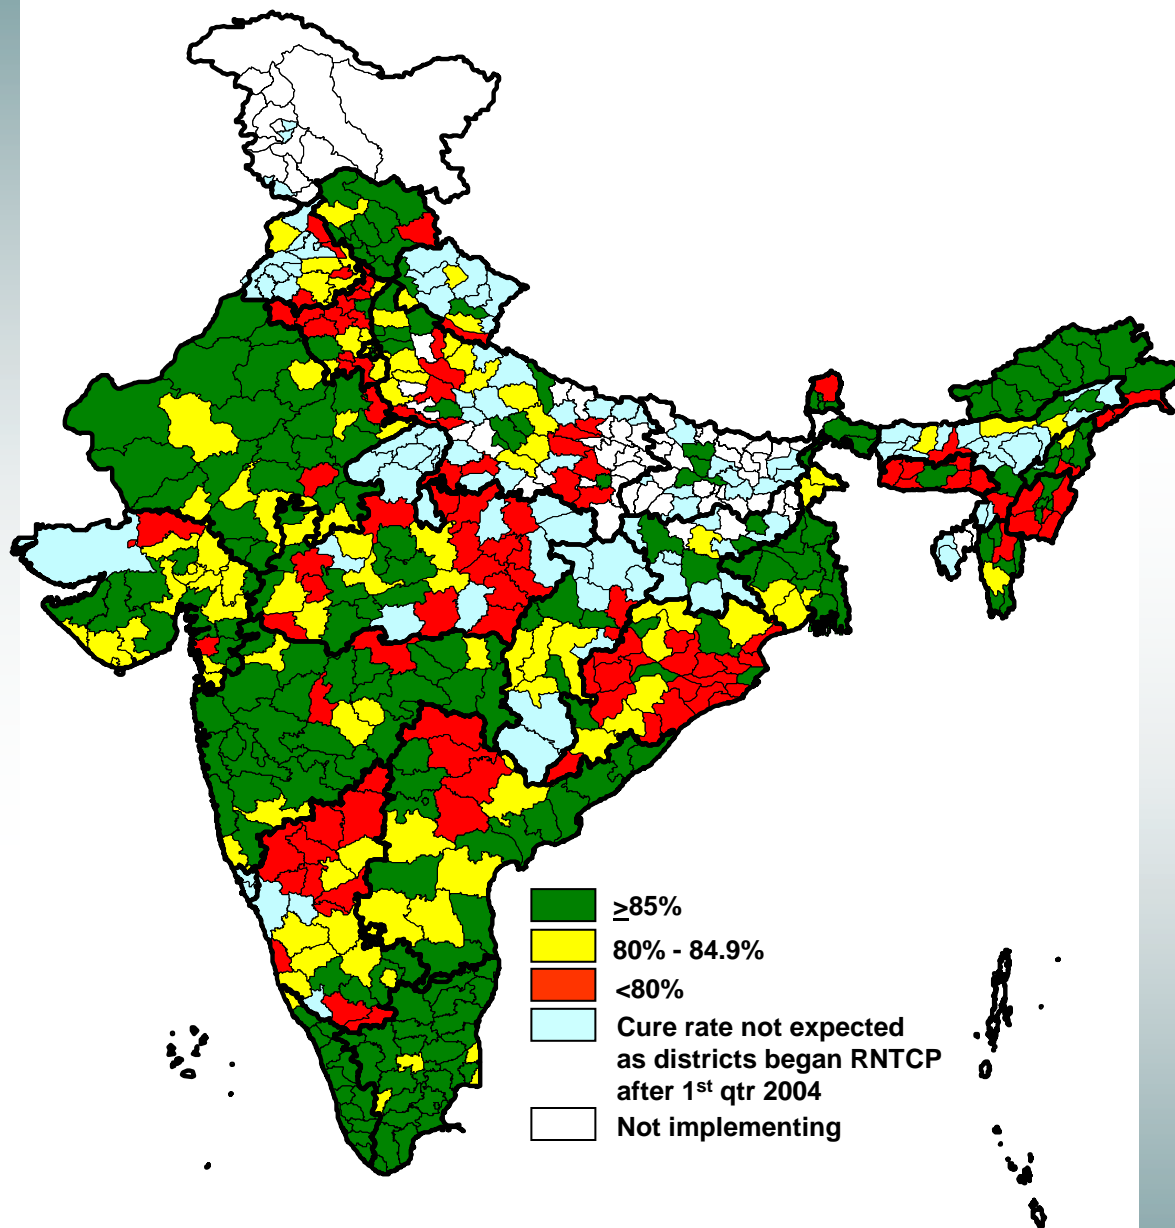 ≥85%
80% - 84.9%
<80%
Cure rate not expected
as districts began RNTCP
after 1st qtr 2004
Not implementing